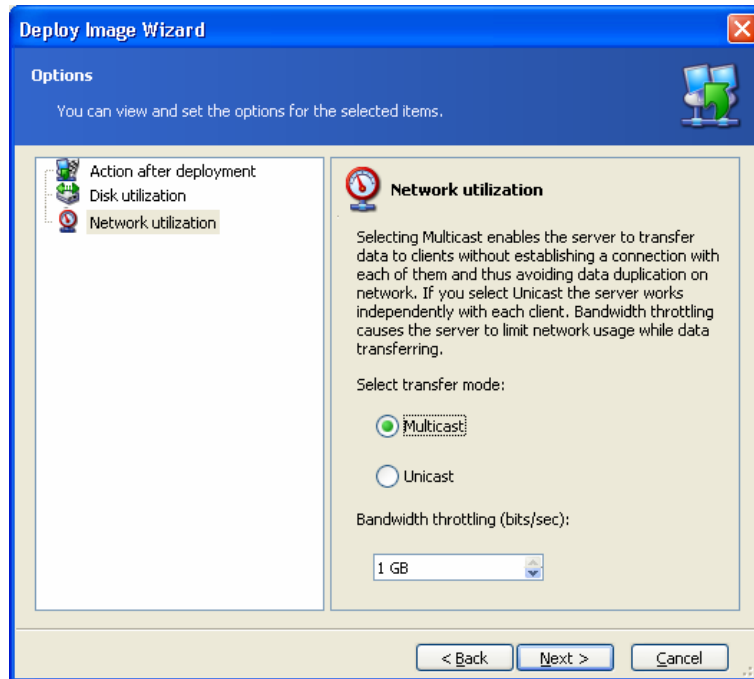 Deploy Image Wizard
Options
You can view and set the options for the selected items.
Action after deployment
Disk utilization
Network utilization
Network utilization
Selecting Multicast enables the server to transfer
data to clients without establishing a connection with
each of them and thus avoiding data duplication on
network. If you select Unicast the server works
independently with each client. Bandwidth throttling
causes the server to limit network usage while data
transferring.
Select transfer mode:
Multicast
Unicast
Bandwidth throttling (bits/sec):
1 GB
< Back
Next >
Cancel